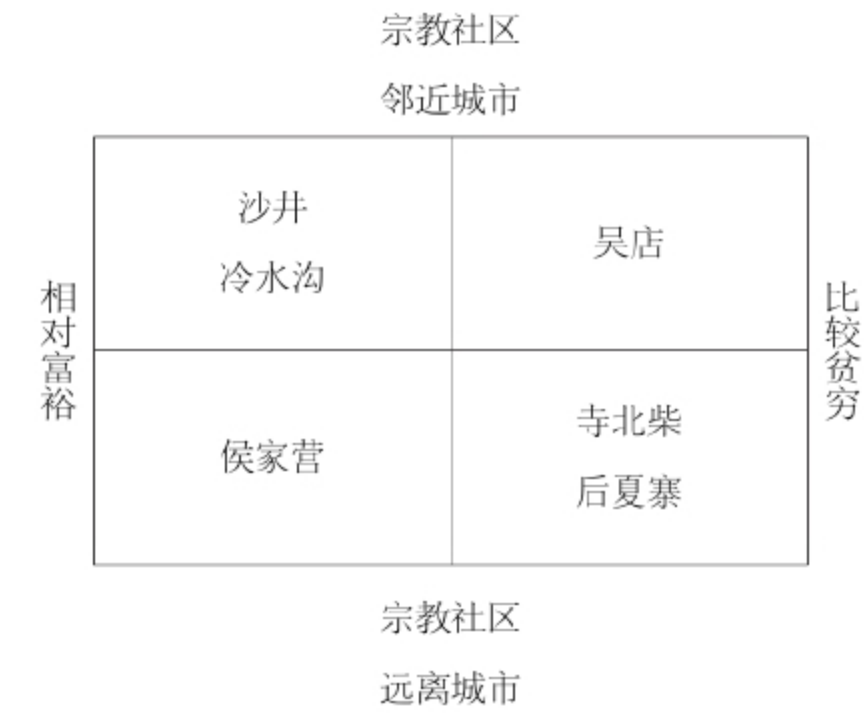 宗教社区
邻近城市
沙井
冷水沟
吴店
相对富裕
比较贫穷
侯家营
寺北柴
后夏寨
宗教社区
远离城市